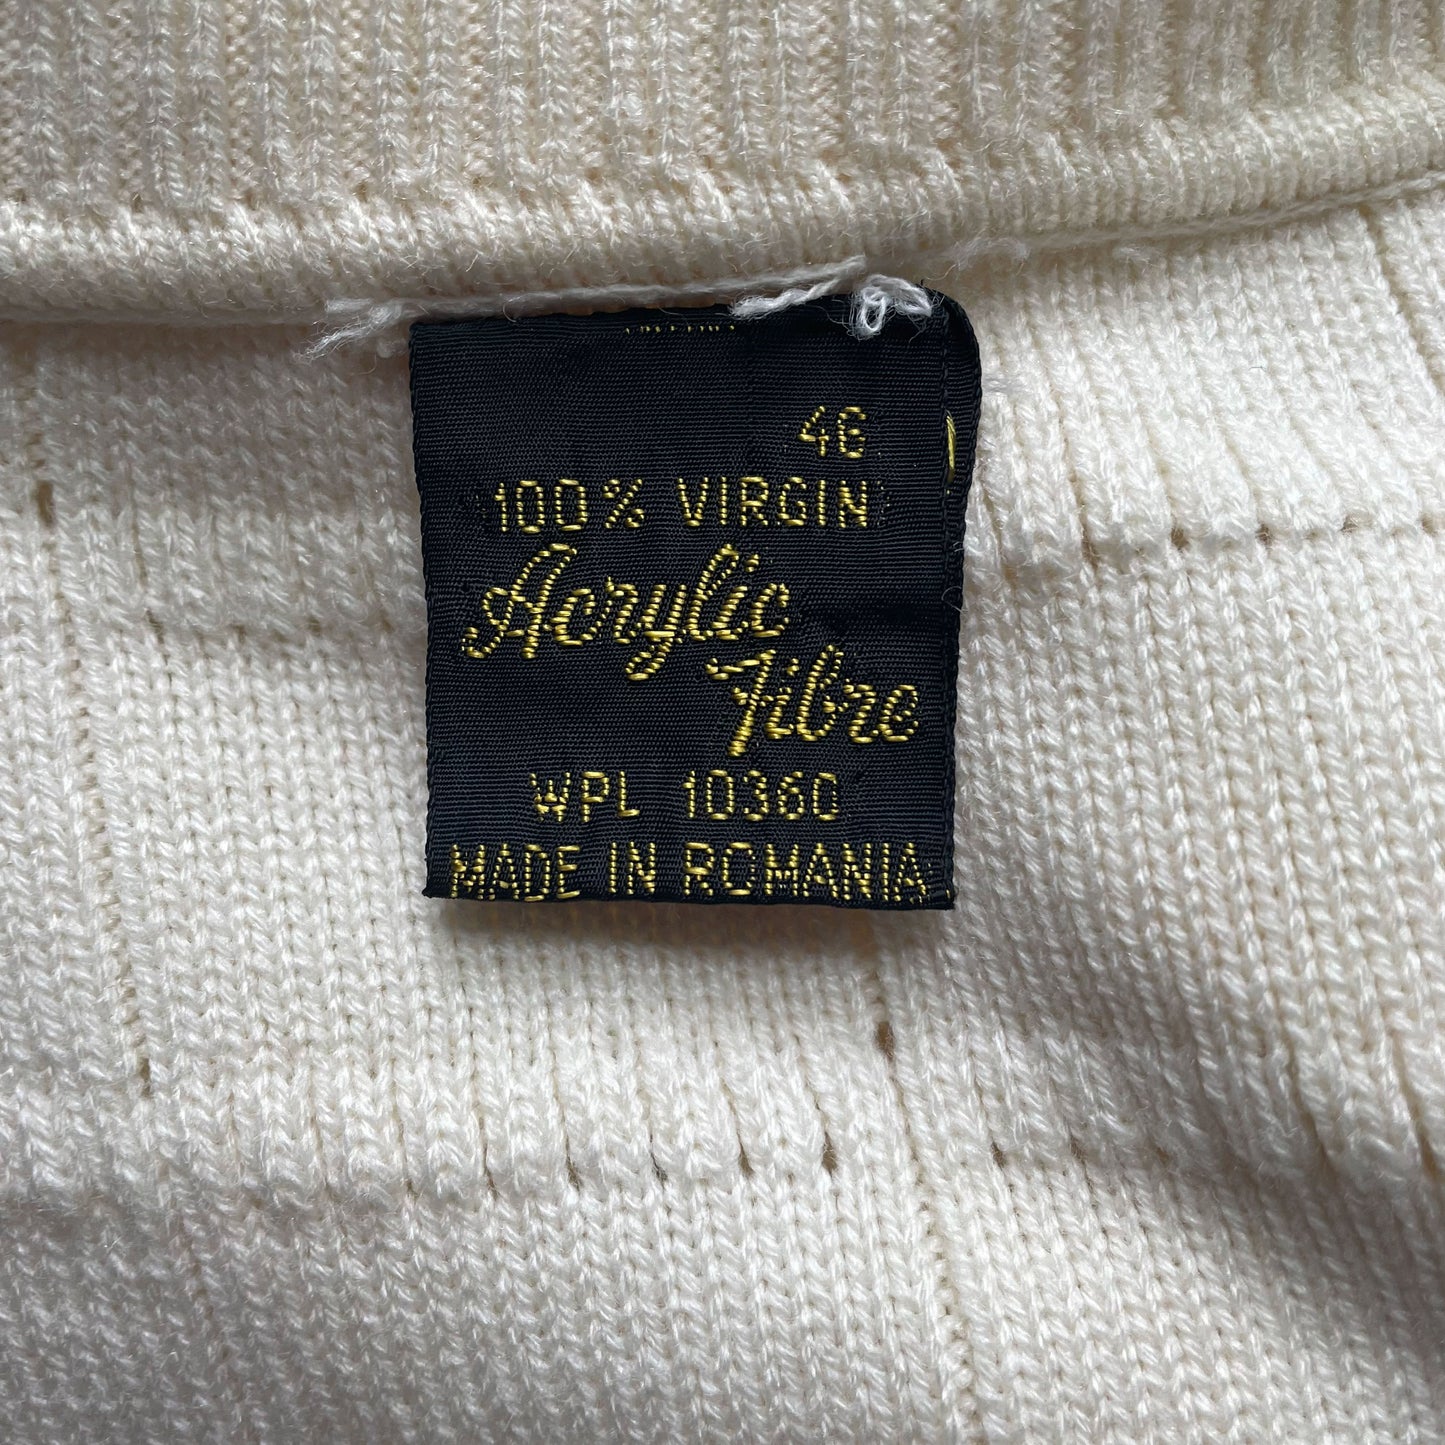 46
100% VIRGIN
Acrylic
Fibre
WPL 10360
MADE IN ROMANIA